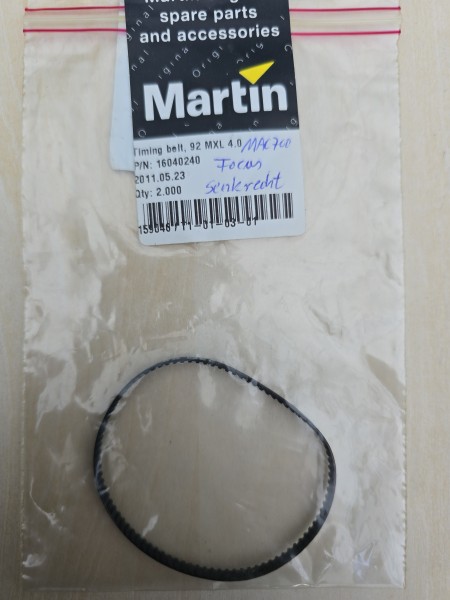 spare parts
and accessories
Martin
Timing belt, 92 MXL 4.0 MAC700
P/N: 16040240 Focus
2011.05.23
Qty: 2.000 senkrecht